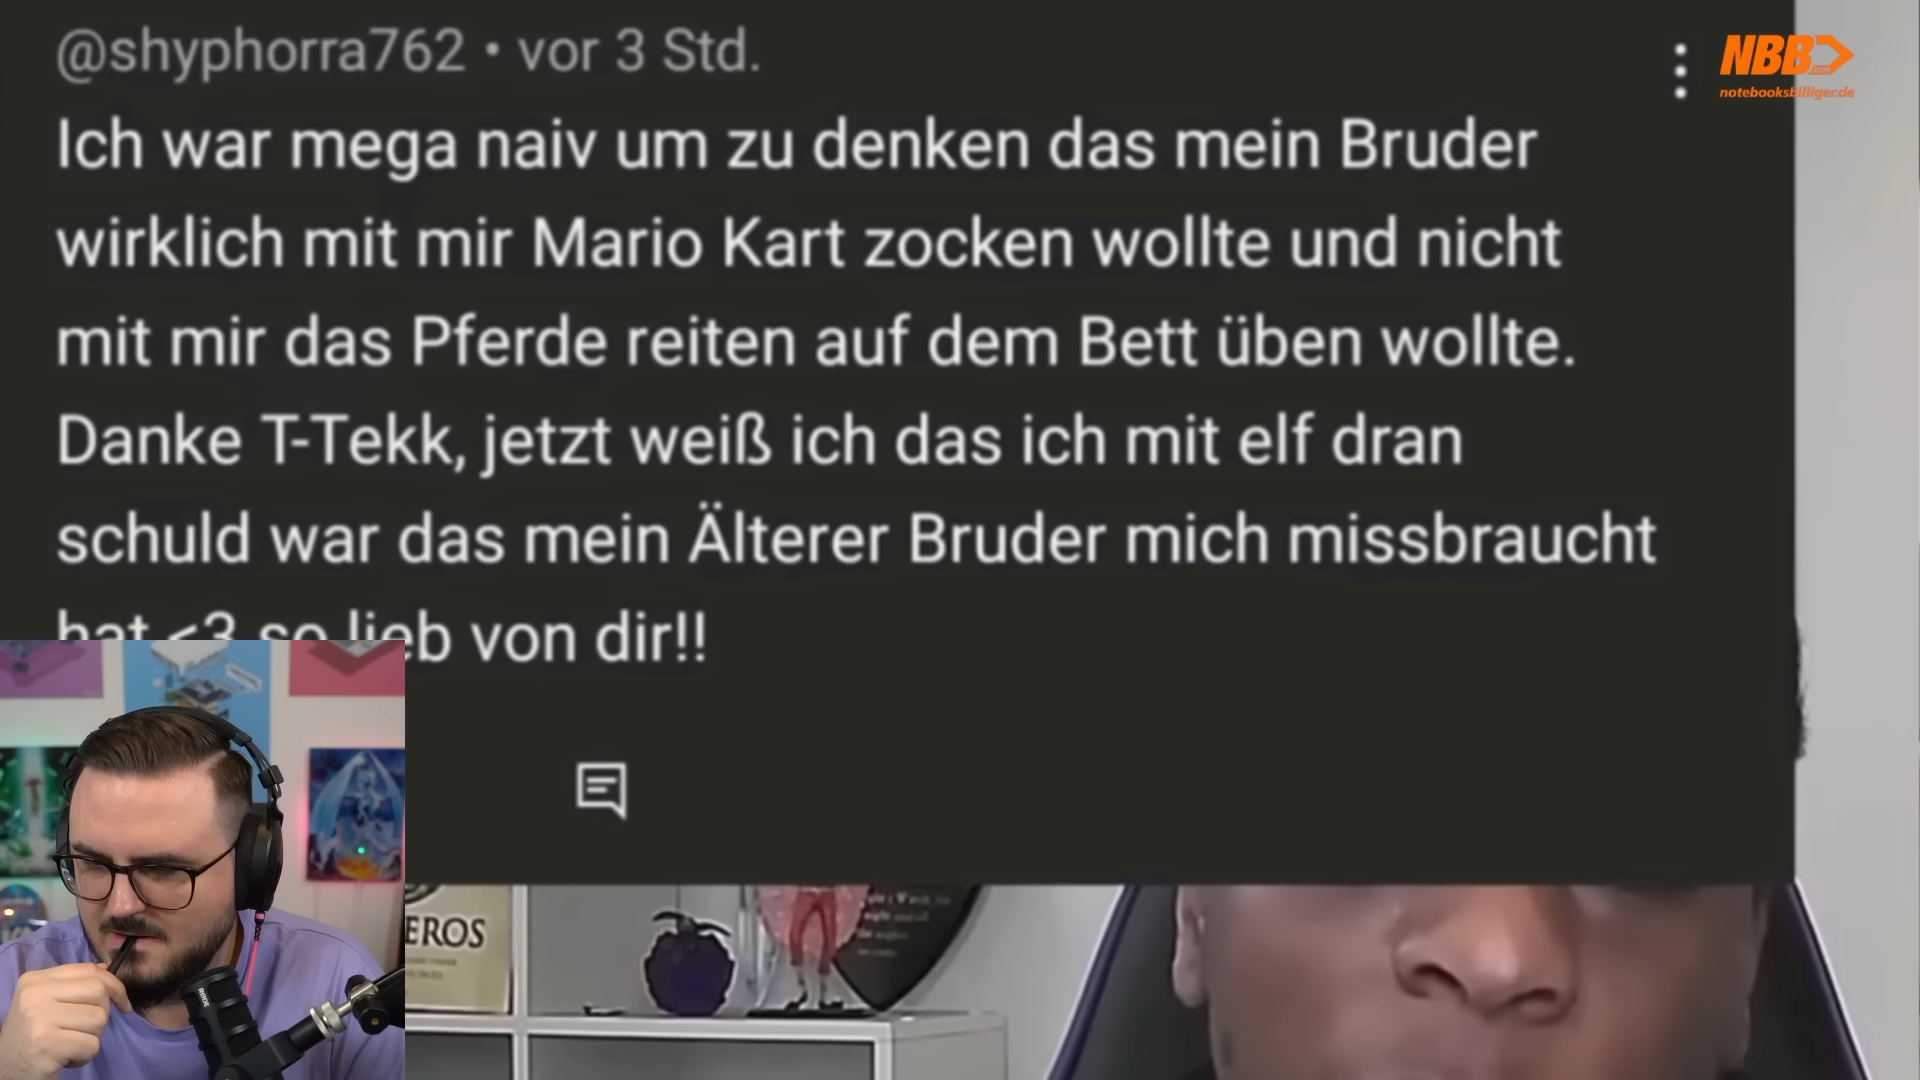 @shyphorra762 • vor 3 Std.
NBB
.com
notebooksbilliger.de
Ich war mega naiv um zu denken das mein Bruder
wirklich mit mir Mario Kart zocken wollte und nicht
mit mir das Pferde reiten auf dem Bett üben wollte.
Danke T-Tekk, jetzt weiß ich das ich mit elf dran
schuld war das mein Älterer Bruder mich missbraucht
hat <3 so lieb von dir!!
EROS
RØDE